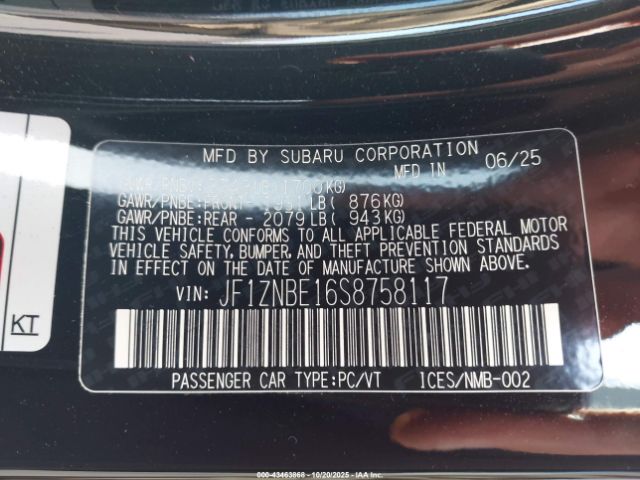 MFD BY SUBARU CORPORATION
MFD IN 06/25
KG)
GAWR/PNBE:FRONT- LB( 876KG)
GAWR/PNBE:REAR - 2079LB( 943KG)
THIS VEHICLE CONFORMS TO ALL APPLICABLE FEDERAL MOTOR
VEHICLE SAFETY, BUMPER, AND THEFT PREVENTION STANDARDS
IN EFFECT ON THE DATE OF MANUFACTURE SHOWN ABOVE.
VIN: JF1ZNBE16S8758117
PASSENGER CAR TYPE:PC/VT ICES/NMB-002
KT
000-43463868 - 10/20/2025 - IAA Inc.